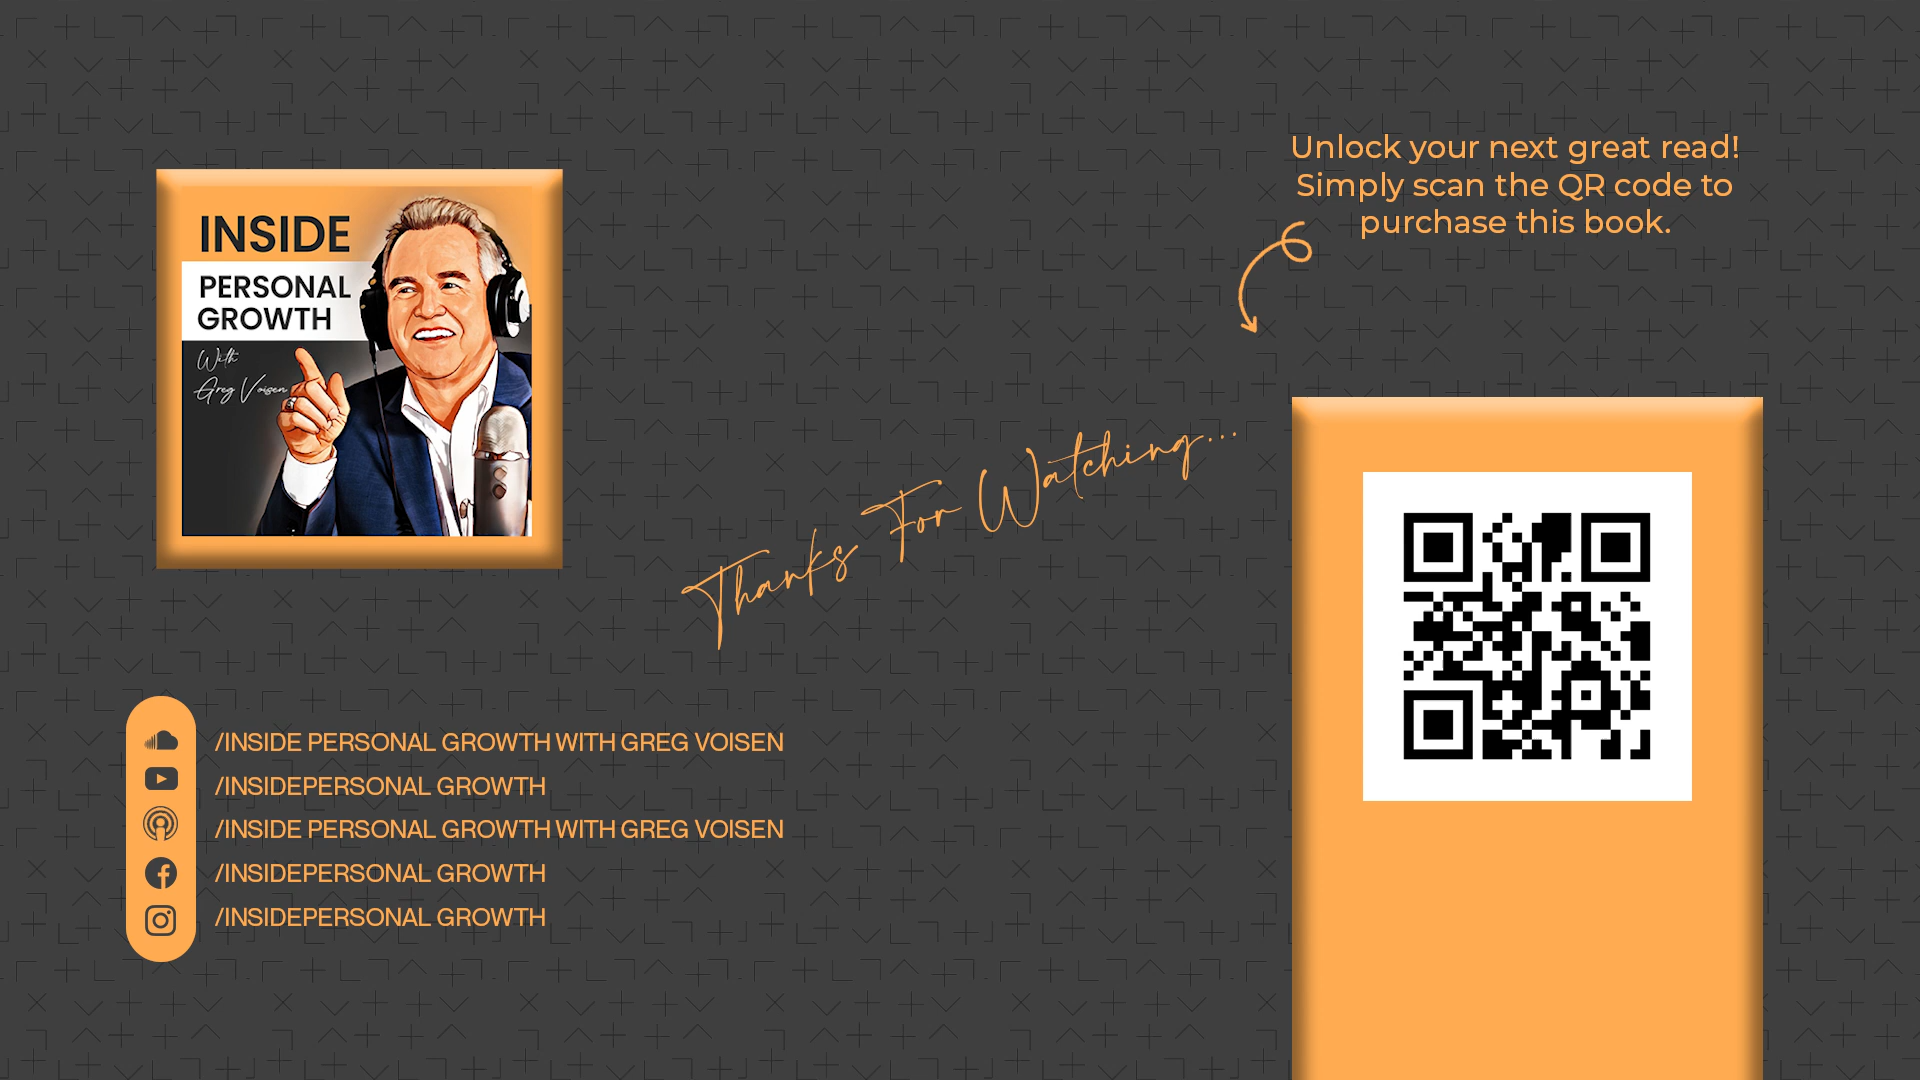 INSIDE
PERSONAL
GROWTH
With
Greg Voisen
Unlock your next great read!
Simply scan the QR code to
purchase this book.
Thanks For Watching...
/INSIDE PERSONAL GROWTH WITH GREG VOISEN
/INSIDEPERSONAL GROWTH
/INSIDE PERSONAL GROWTH WITH GREG VOISEN
/INSIDEPERSONAL GROWTH
/INSIDEPERSONAL GROWTH